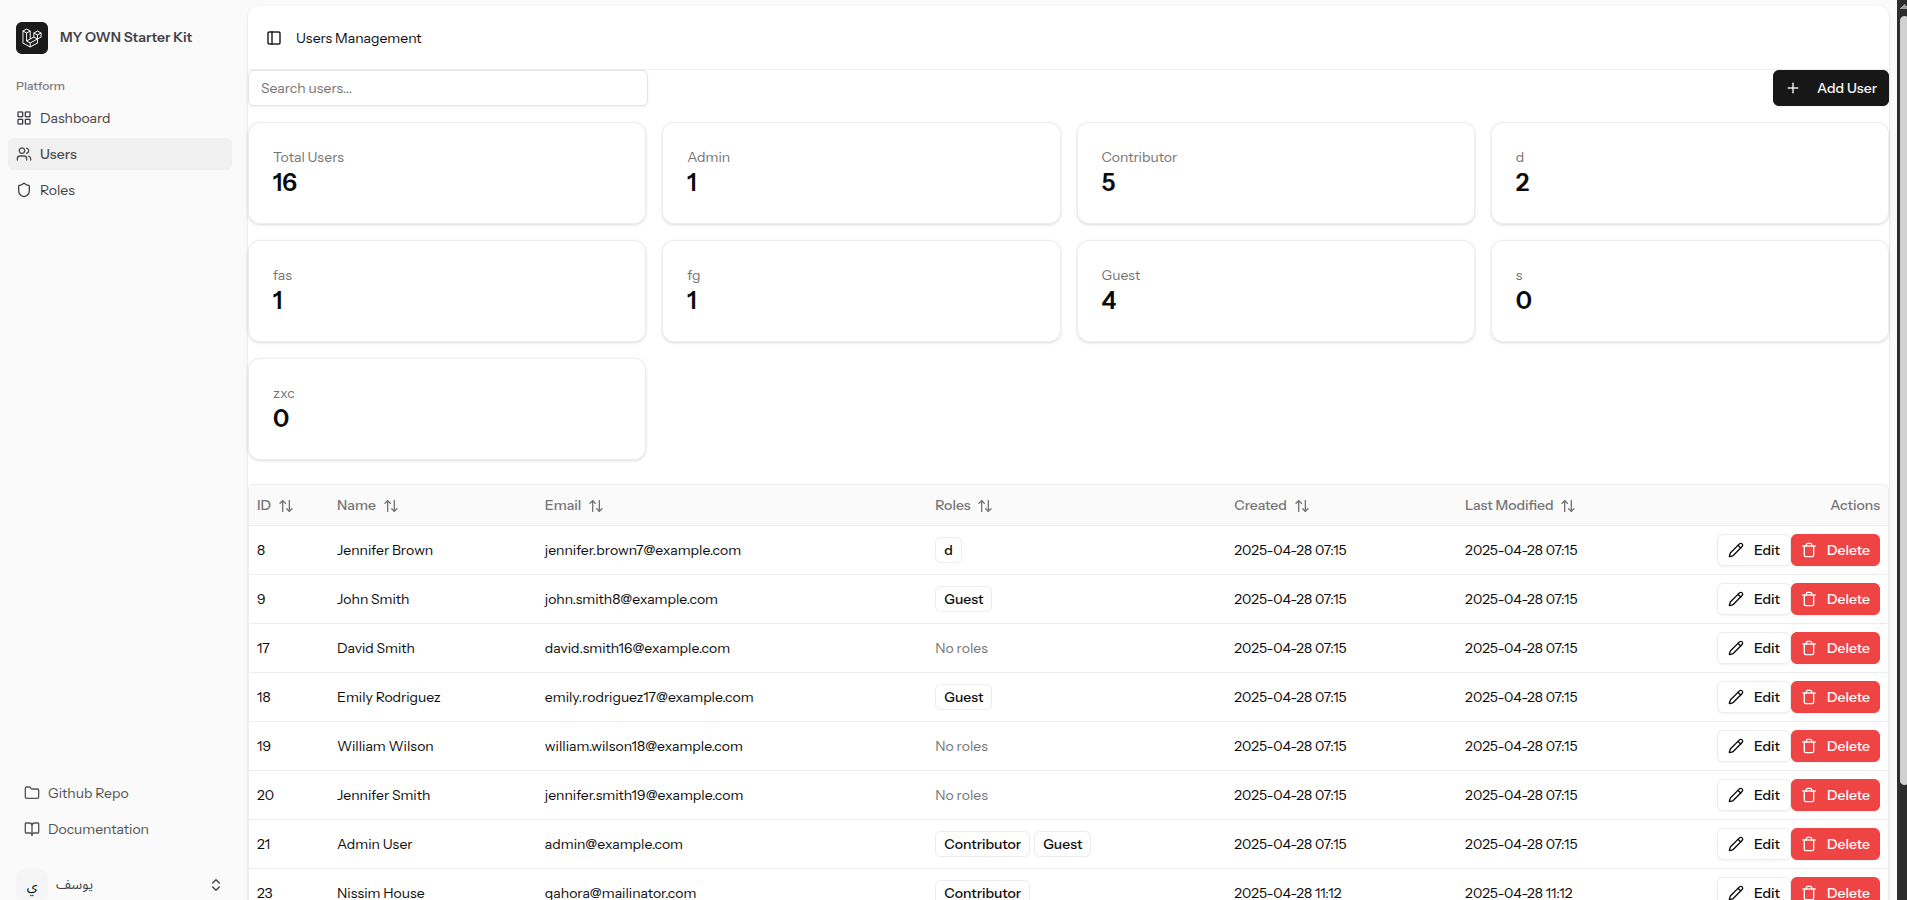 MY OWN Starter Kit
Platform
Dashboard
Users
Roles
Github Repo
Documentation
ي يوسف
Users Management
Search users...
Add User
Total Users
16
Admin
1
Contributor
5
d
2
fas
1
fg
1
Guest
4
s
0
zxc
0
ID Name Email Roles Created Last Modified Actions
8 Jennifer Brown jennifer.brown7@example.com d 2025-04-28 07:15 2025-04-28 07:15 Edit Delete
9 John Smith john.smith8@example.com Guest 2025-04-28 07:15 2025-04-28 07:15 Edit Delete
17 David Smith david.smith16@example.com No roles 2025-04-28 07:15 2025-04-28 07:15 Edit Delete
18 Emily Rodriguez emily.rodriguez17@example.com Guest 2025-04-28 07:15 2025-04-28 07:15 Edit Delete
19 William Wilson william.wilson18@example.com No roles 2025-04-28 07:15 2025-04-28 07:15 Edit Delete
20 Jennifer Smith jennifer.smith19@example.com No roles 2025-04-28 07:15 2025-04-28 07:15 Edit Delete
21 Admin User admin@example.com Contributor Guest 2025-04-28 07:15 2025-04-28 07:15 Edit Delete
23 Nissim House gahora@mailinator.com Contributor 2025-04-28 11:12 2025-04-28 11:12 Edit Delete